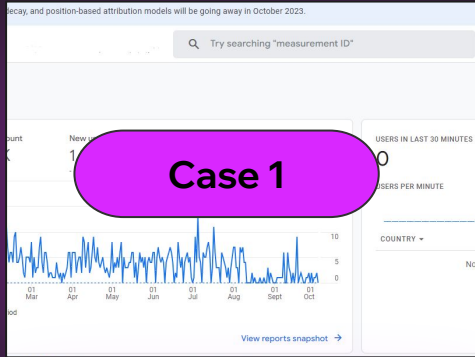 decay, and position-based attribution models will be going away in October 2023.
Try searching "measurement ID"
USERS IN LAST 30 MINUTES
0
USERS PER MINUTE
COUNTRY
No
New
1
Case 1
10
5
0
01 Mar
01 Apr
01 May
01 Jun
01 Jul
01 Aug
01 Sept
01 Oct
View reports snapshot